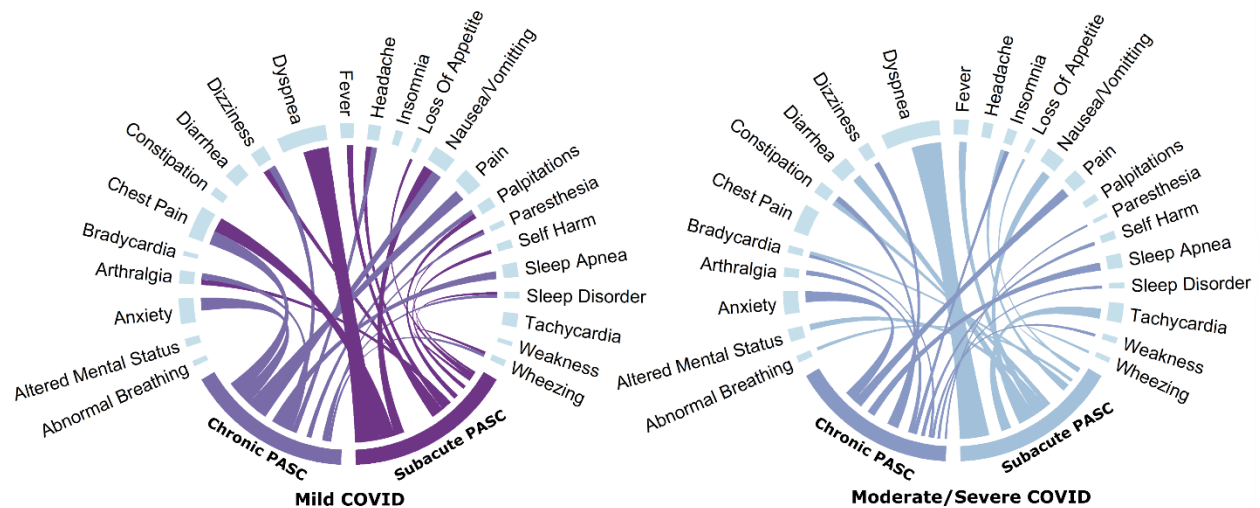 Abnormal Breathing
Altered Mental Status
Anxiety
Arthralgia
Bradycardia
Chest Pain
Constipation
Diarrhea
Dizziness
Dyspnea
Fever
Headache
Insomnia
Loss Of Appetite
Nausea/Vomitting
Pain
Palpitations
Paresthesia
Self Harm
Sleep Apnea
Sleep Disorder
Tachycardia
Weakness
Wheezing
Chronic PASC
Subacute PASC
Mild COVID
Abnormal Breathing
Altered Mental Status
Anxiety
Arthralgia
Bradycardia
Chest Pain
Constipation
Diarrhea
Dizziness
Dyspnea
Fever
Headache
Insomnia
Loss Of Appetite
Nausea/Vomitting
Pain
Palpitations
Paresthesia
Self Harm
Sleep Apnea
Sleep Disorder
Tachycardia
Weakness
Wheezing
Chronic PASC
Subacute PASC
Moderate/Severe COVID